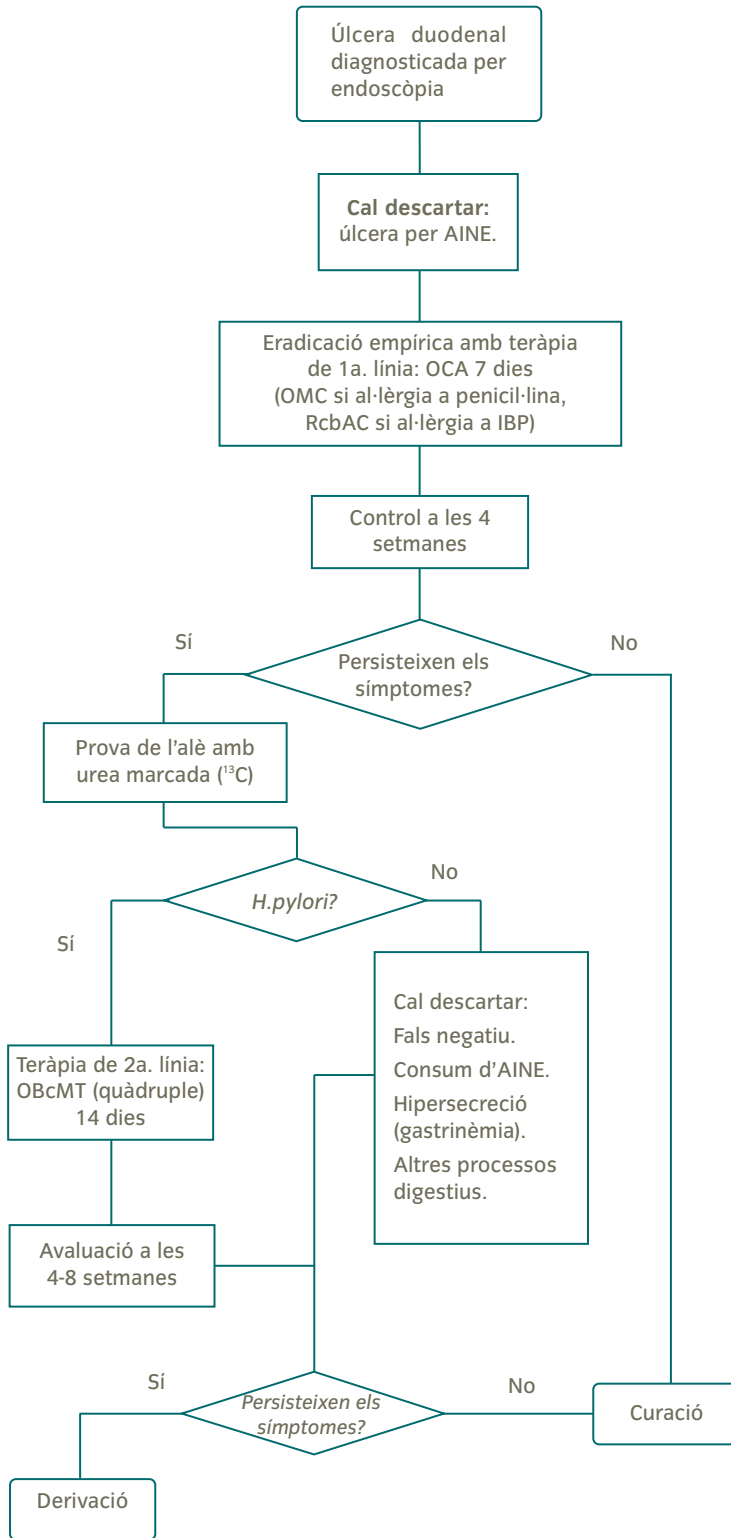 Úlcera duodenal
diagnosticada per
endoscòpia
Cal descartar:
úlcera per AINE.
Eradicació empírica amb teràpia
de 1a. línia: OCA 7 dies
(OMC si al·lèrgia a penicil·lina,
RcbAC si al·lèrgia a IBP)
Control a les 4
setmanes
Sí
No
Persisteixen els
símptomes?
Prova de l'alè amb
urea marcada (¹³C)
No
H.pylori?
Sí
Cal descartar:
Fals negatiu.
Consum d'AINE.
Hipersecreció
(gastrinèmia).
Altres processos
digestius.
Teràpia de 2a. línia:
OBcMT (quàdruple)
14 dies
Avaluació a les
4-8 setmanes
Sí
No
Persisteixen els
símptomes?
Curació
Derivació